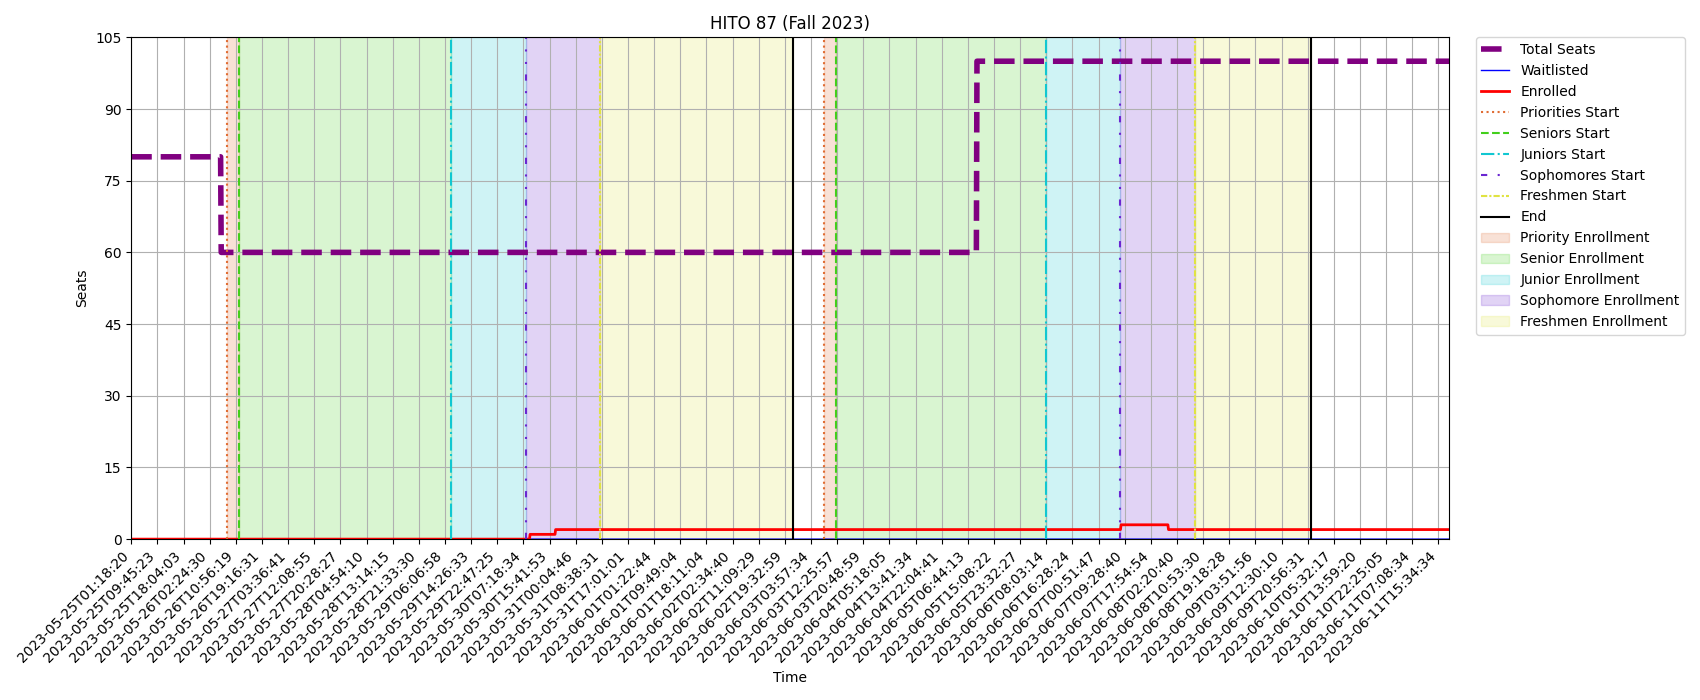 HITO 87 (Fall 2023)
105
90
75
60
45
30
15
0
Seats
2023-05-25T01:18:20
2023-05-25T09:45:23
2023-05-25T18:04:03
2023-05-26T02:24:30
2023-05-26T10:56:19
2023-05-26T19:16:31
2023-05-27T03:36:41
2023-05-27T12:08:55
2023-05-27T20:28:27
2023-05-28T04:54:10
2023-05-28T13:14:15
2023-05-28T21:33:30
2023-05-29T06:06:58
2023-05-29T14:26:33
2023-05-29T22:47:25
2023-05-30T07:18:34
2023-05-30T15:41:53
2023-05-31T00:04:46
2023-05-31T08:38:31
2023-05-31T17:01:01
2023-06-01T01:22:44
2023-06-01T09:49:04
2023-06-01T18:11:04
2023-06-02T02:34:40
2023-06-02T11:09:29
2023-06-02T19:32:59
2023-06-03T03:57:34
2023-06-03T12:25:57
2023-06-03T20:48:59
2023-06-04T05:18:05
2023-06-04T13:41:34
2023-06-04T22:04:41
2023-06-05T06:44:13
2023-06-05T15:08:22
2023-06-05T23:32:27
2023-06-06T08:03:14
2023-06-06T16:28:24
2023-06-07T00:51:47
2023-06-07T09:28:40
2023-06-07T17:54:54
2023-06-08T02:20:40
2023-06-08T10:53:30
2023-06-08T19:18:28
2023-06-09T03:51:56
2023-06-09T12:30:10
2023-06-09T20:56:31
2023-06-10T05:32:17
2023-06-10T13:59:20
2023-06-10T22:25:05
2023-06-11T07:08:34
2023-06-11T15:34:34
Time
Total Seats
Waitlisted
Enrolled
Priorities Start
Seniors Start
Juniors Start
Sophomores Start
Freshmen Start
End
Priority Enrollment
Senior Enrollment
Junior Enrollment
Sophomore Enrollment
Freshmen Enrollment